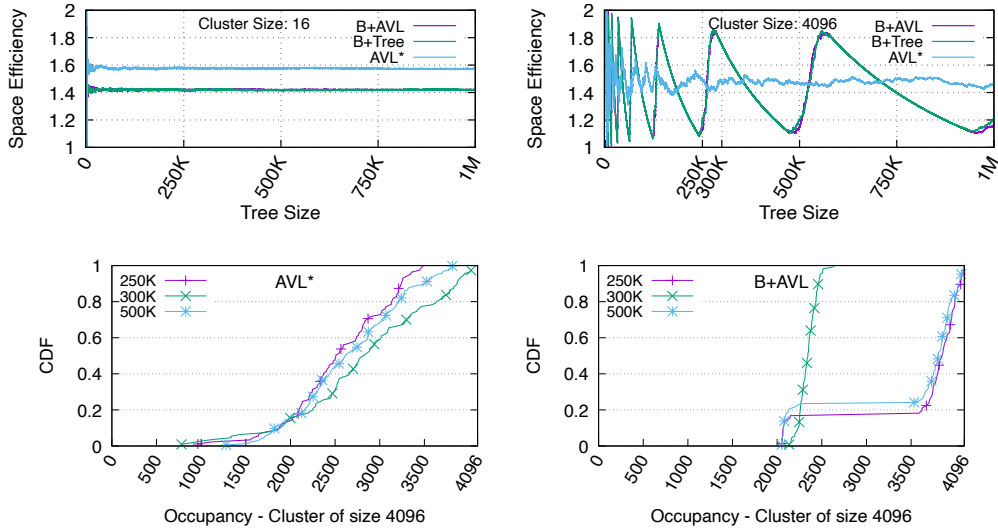 Cluster Size: 16
B+AVL
B+Tree
AVL*
Space Efficiency
2
1.8
1.6
1.4
1.2
1
0
250K
500K
750K
1M
Tree Size
Cluster Size: 4096
B+AVL
B+Tree
AVL*
Space Efficiency
2
1.8
1.6
1.4
1.2
1
0
250K
300K
500K
750K
1M
Tree Size
AVL*
250K
300K
500K
CDF
1
0.8
0.6
0.4
0.2
0
0
500
1000
1500
2000
2500
3000
3500
4096
Occupancy - Cluster of size 4096
B+AVL
250K
300K
500K
CDF
1
0.8
0.6
0.4
0.2
0
0
500
1000
1500
2000
2500
3000
3500
4096
Occupancy - Cluster of size 4096